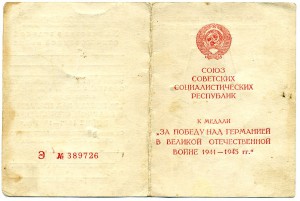 Э № 389726
СОЮЗ
СОВЕТСКИХ
СОЦИАЛИСТИЧЕСКИХ
РЕСПУБЛИК
К МЕДАЛИ
„ЗА ПОБЕДУ НАД ГЕРМАНИЕЙ
В ВЕЛИКОЙ ОТЕЧЕСТВЕННОЙ
ВОЙНЕ 1941—1945 гг."